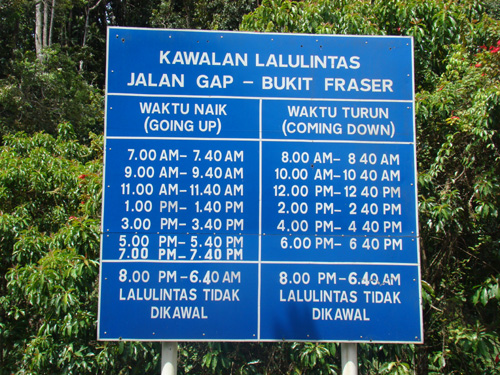 KAWALAN LALULINTAS
JALAN GAP – BUKIT FRASER
WAKTU NAIK
(GOING UP)
7.00 AM– 7.40 AM
9.00 AM– 9.40 AM
11.00 AM– 11.40 AM
1.00 PM– 1.40 PM
3.00 PM– 3.40 PM
5.00 PM– 5.40 PM
7.00 PM– 7.40 PM
8.00 PM–6.40 AM
LALULINTAS TIDAK
DIKAWAL
WAKTU TURUN
(COMING DOWN)
8.00 AM– 8 40 AM
10.00 AM–10 40 AM
12.00 PM–12 40 PM
2.00 PM– 2 40 PM
4.00 PM– 4 40 PM
6.00 PM– 6 40 PM
8.00 PM–6.40 AM
LALULINTAS TIDAK
DIKAWAL